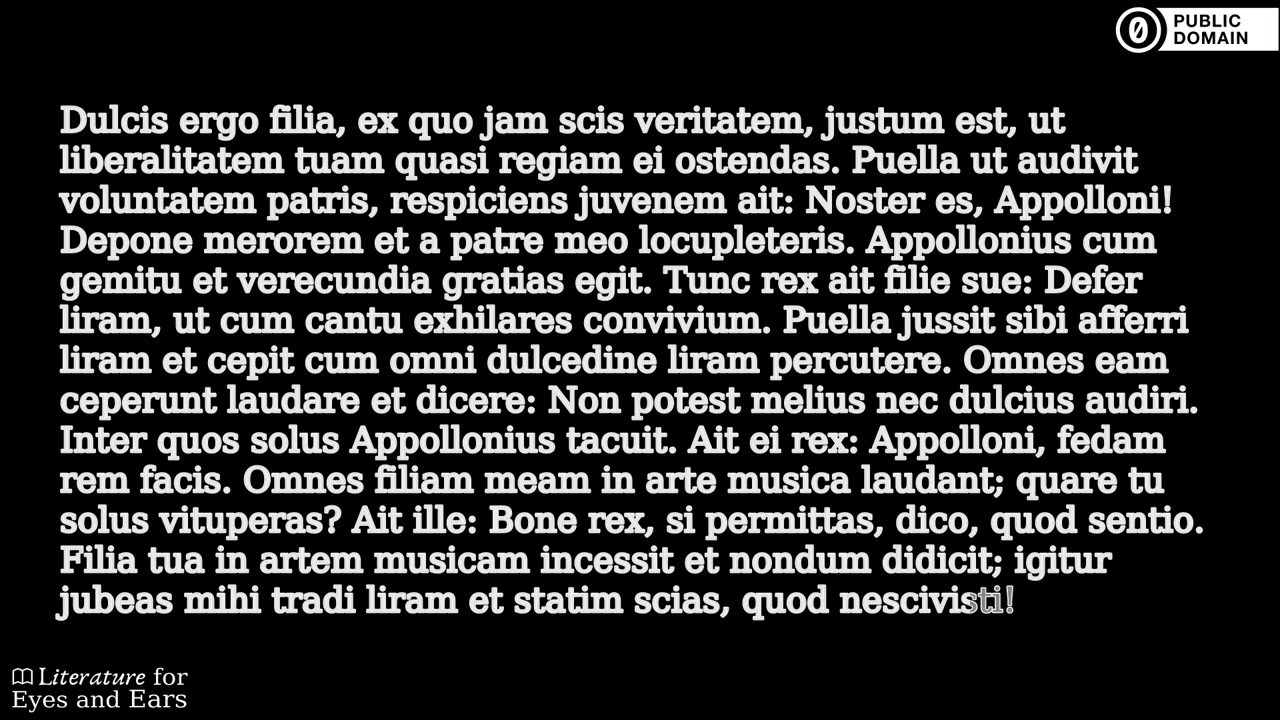 PUBLIC
DOMAIN
Dulcis ergo filia, ex quo jam scis veritatem, justum est, ut
liberalitatem tuam quasi regiam ei ostendas. Puella ut audivit
voluntatem patris, respiciens juvenem ait: Noster es, Appolloni!
Depone merorem et a patre meo locupleteris. Appollonius cum
gemitu et verecundia gratias egit. Tunc rex ait filie sue: Defer
liram, ut cum cantu exhilares convivium. Puella jussit sibi afferri
liram et cepit cum omni dulcedine liram percutere. Omnes eam
ceperunt laudare et dicere: Non potest melius nec dulcius audiri.
Inter quos solus Appollonius tacuit. Ait ei rex: Appolloni, fedam
rem facis. Omnes filiam meam in arte musica laudant; quare tu
solus vituperas? Ait ille: Bone rex, si permittas, dico, quod sentio.
Filia tua in artem musicam incessit et nondum didicit; igitur
jubeas mihi tradi liram et statim scias, quod nescivisti!
Literature for
Eyes and Ears